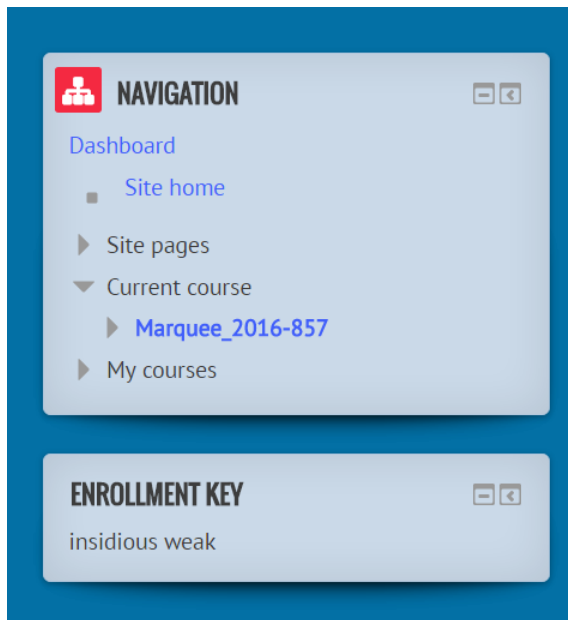 NAVIGATION
Dashboard
Site home
Site pages
Current course
Marquee_2016-857
My courses
ENROLLMENT KEY
insidious weak